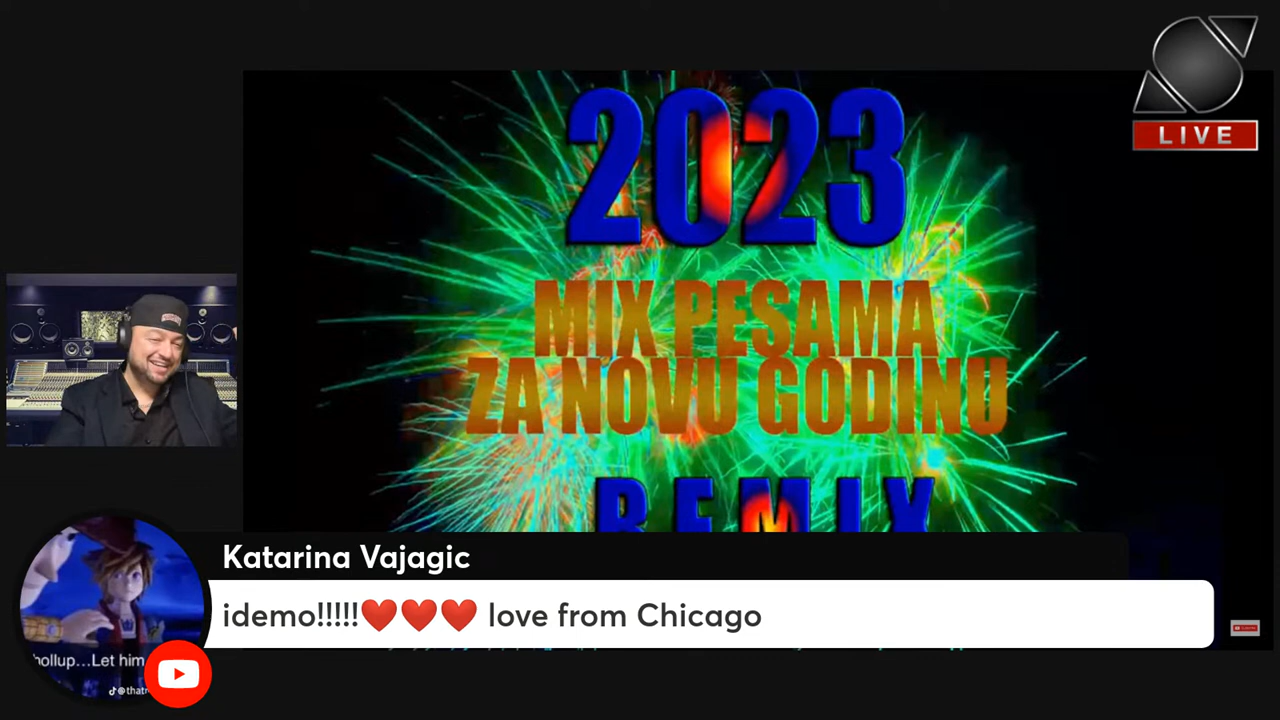 LIVE
2023
MIX PESAMA
ZA NOVU GODINU
REMIX
Katarina Vajagic
idemo!!!!!❤️❤️❤️ love from Chicago
hollup...Let him